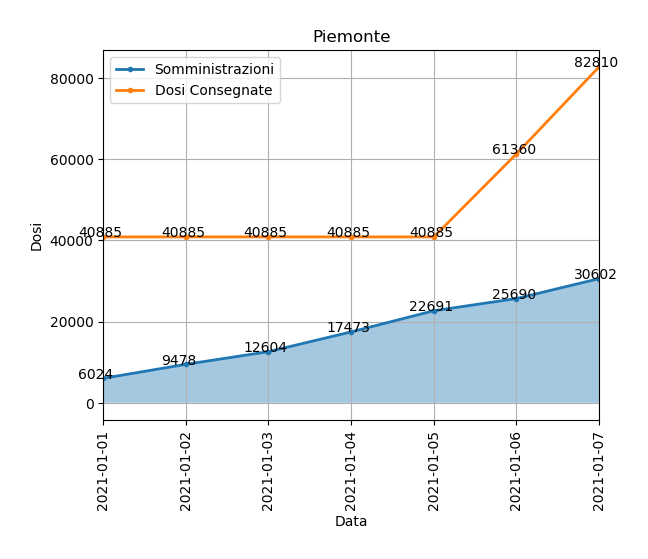 Piemonte
Somministrazioni
Dosi Consegnate
80000
60000
40000
20000
0
Dosi
82810
61360
40885 40885 40885 40885 40885
30602
25690
22691
17473
12604
9478
6024
2021-01-01 2021-01-02 2021-01-03 2021-01-04 2021-01-05 2021-01-06 2021-01-07
Data